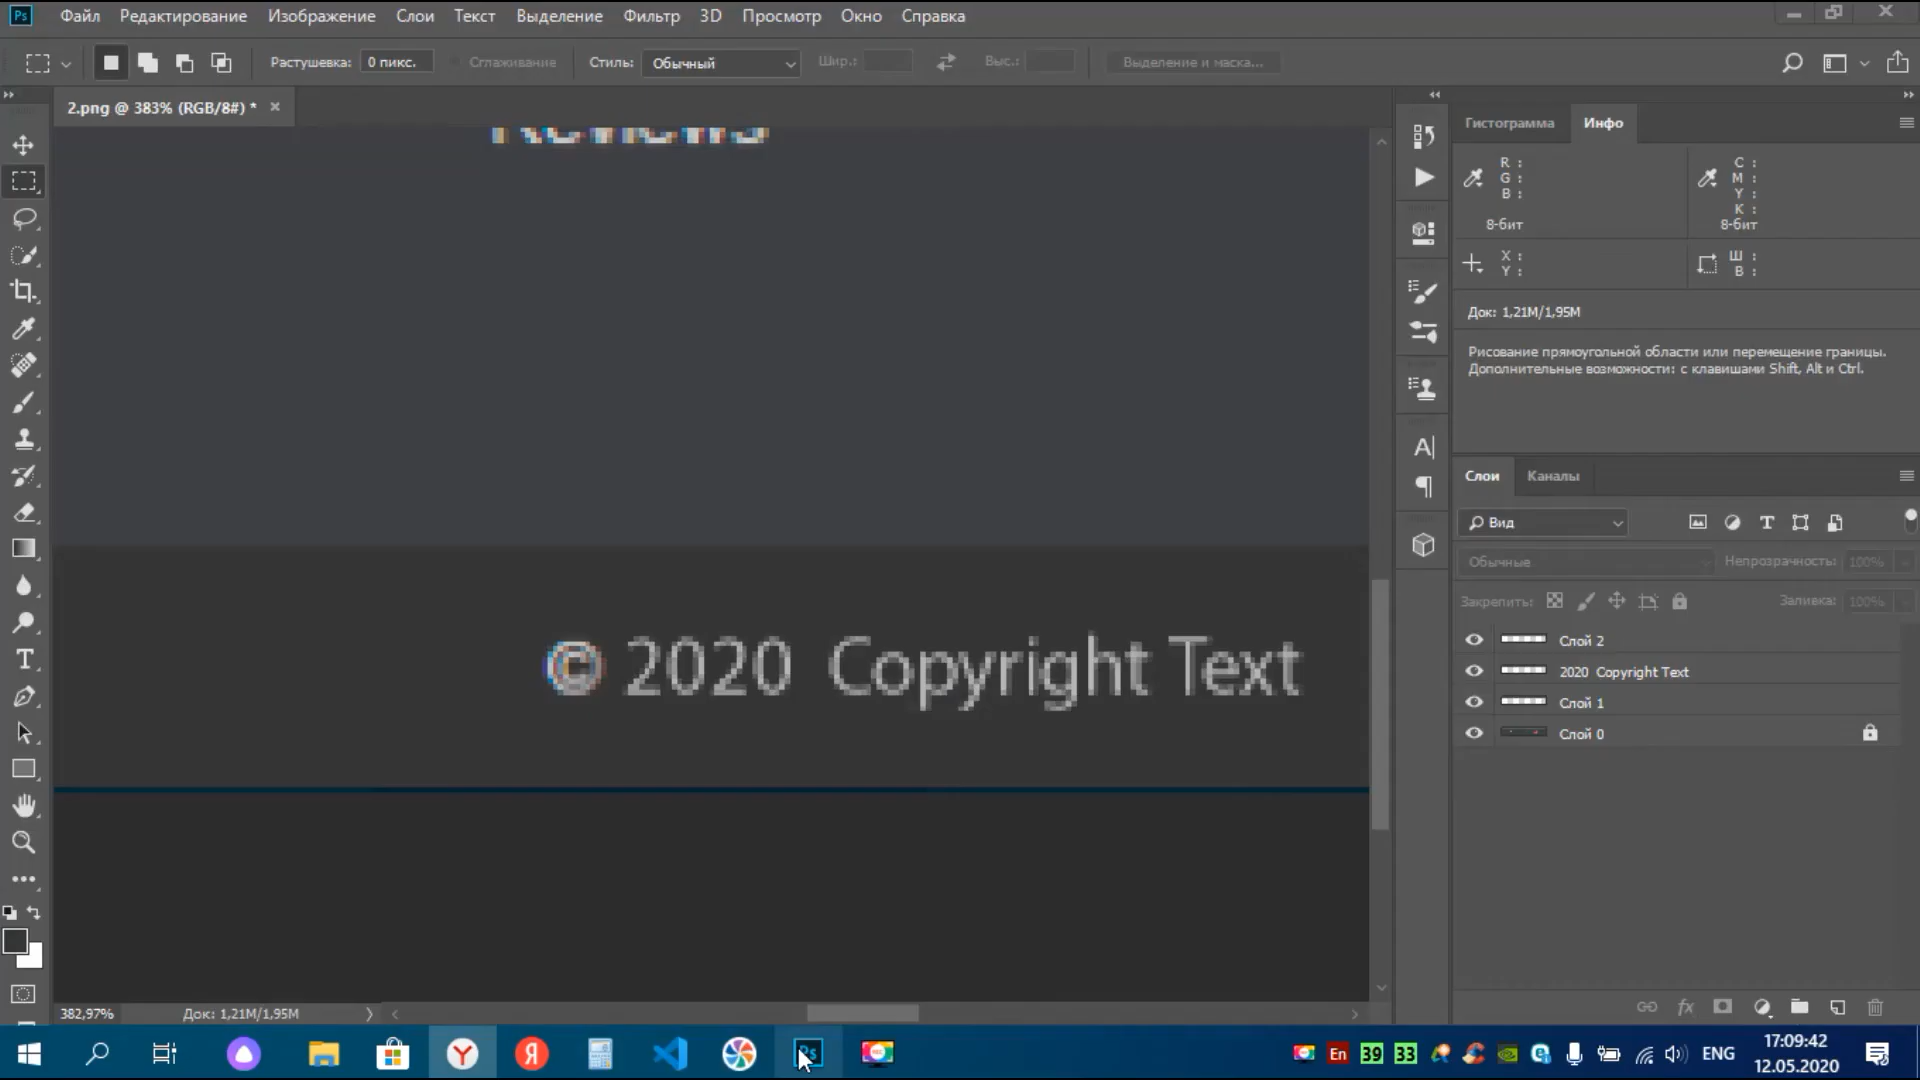 Ps Файл Редактирование Изображение Слои Текст Выделение Фильтр 3D Просмотр Окно Справка
Растушевка: 0 пикс. Сглаживание Стиль: Обычный Шир.: Выс.: Выделение и маска...
2.png @ 383% (RGB/8#) *
Гистограмма Инфо
R : C :
G : M :
B : Y :
K :
8-бит 8-бит
X : Ш :
Y : В :
Док: 1,21M/1,95M
Рисование прямоугольной области или перемещение границы.
Дополнительные возможности: с клавишами Shift, Alt и Ctrl.
Слои Каналы
Вид
Обычные Непрозрачность: 100%
Закрепить: Заливка: 100%
© 2020 Copyright Text
Слой 2
2020 Copyright Text
Слой 1
Слой 0
382,97% Док: 1,21M/1,95M
En 39 33 ENG 17:09:42
12.05.2020